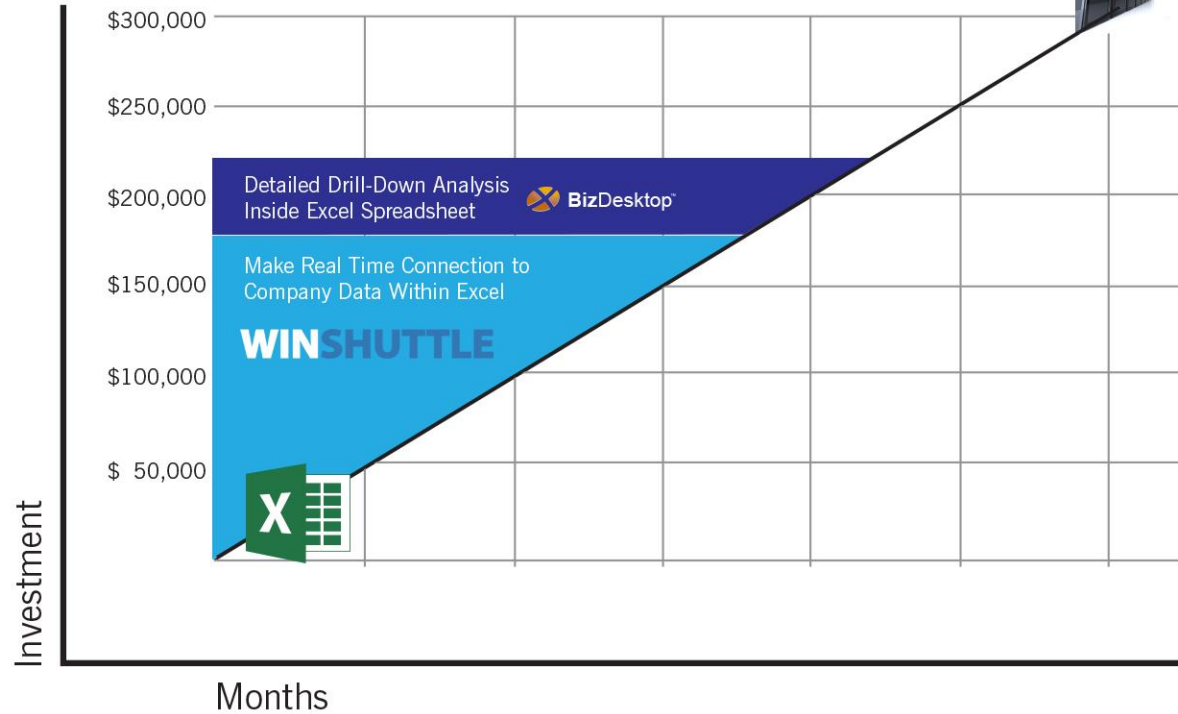 $300,000
$250,000
$200,000
$150,000
$100,000
$ 50,000
Detailed Drill-Down Analysis
Inside Excel Spreadsheet
BizDesktop™
Make Real Time Connection to
Company Data Within Excel
WINSHUTTLE
X
Investment
Months